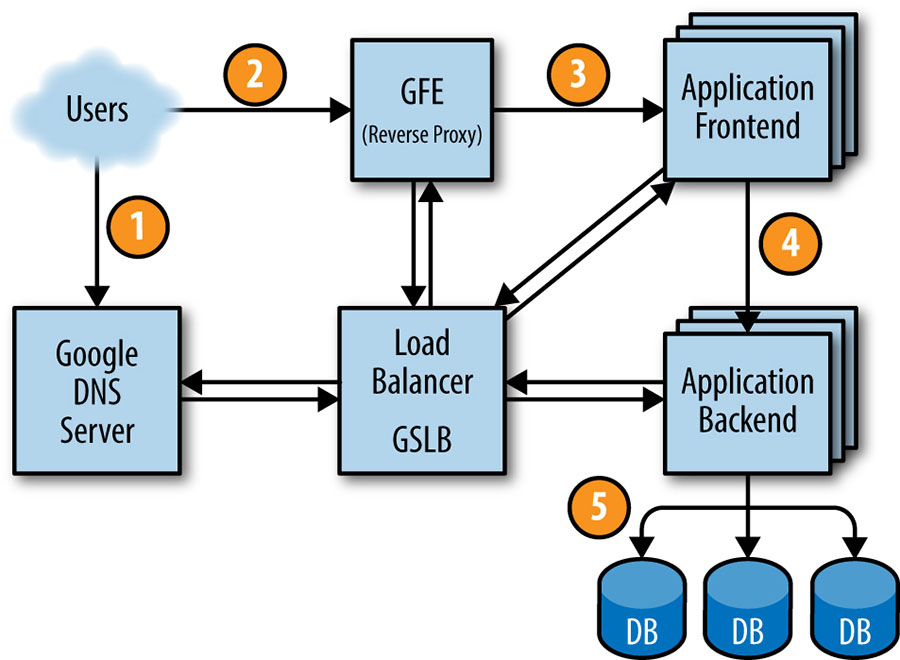 Users
2
GFE
(Reverse Proxy)
3
Application
Frontend
1
4
Google
DNS
Server
Load
Balancer
GSLB
Application
Backend
5
DB
DB
DB